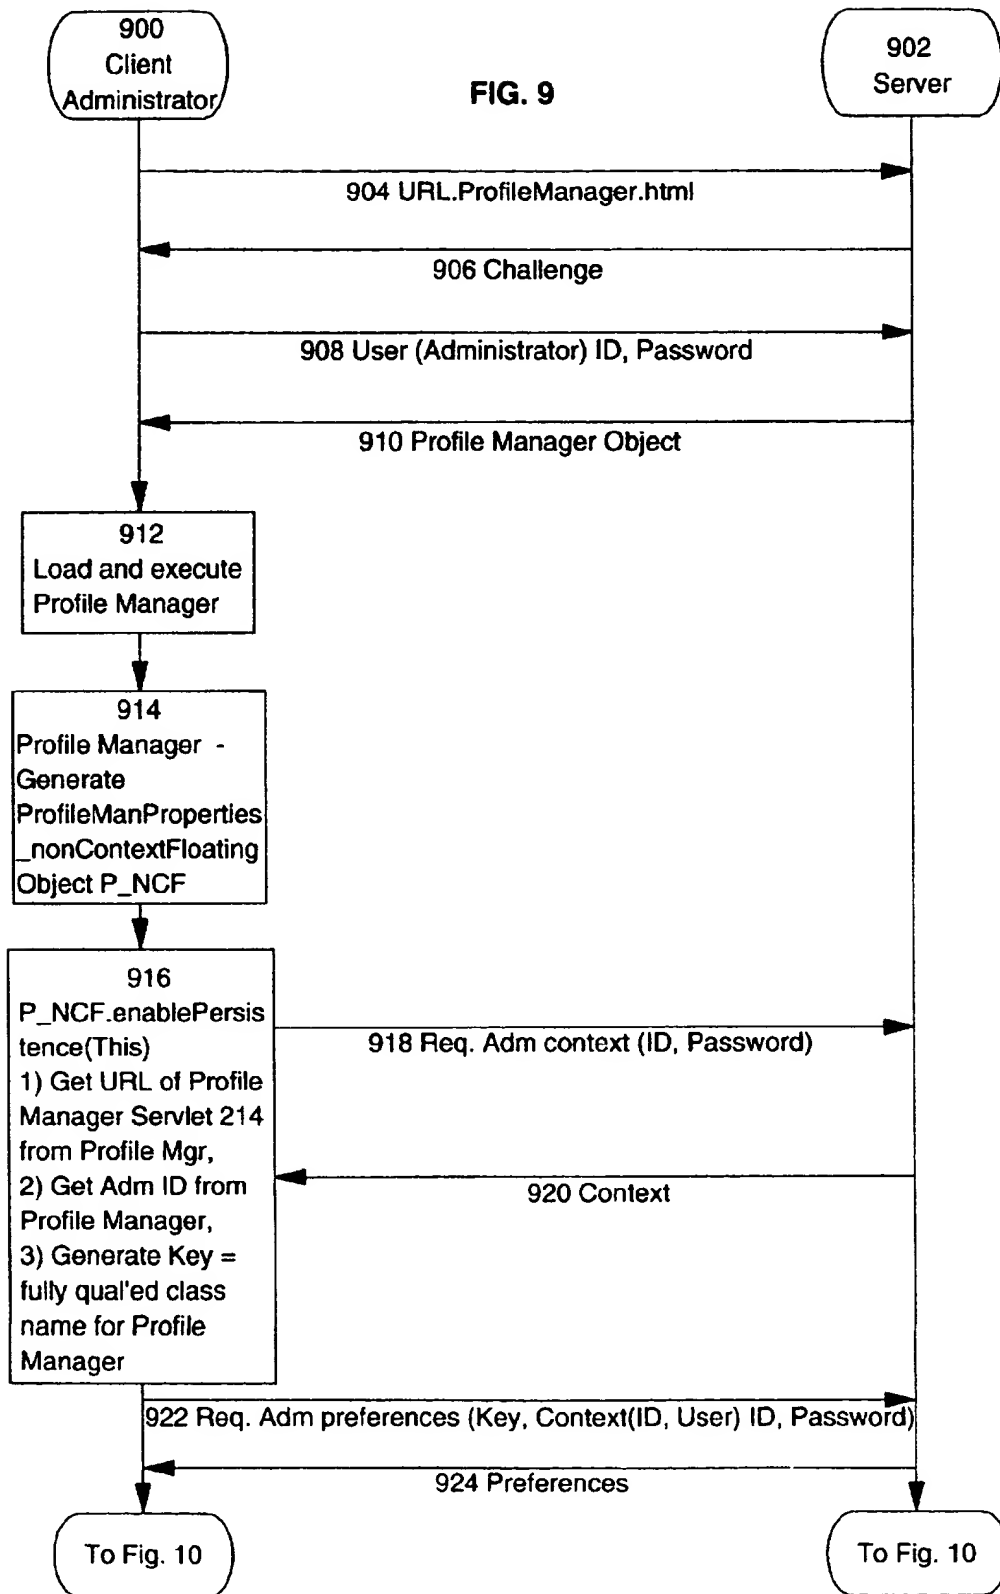 900
Client
Administrator
902
Server
FIG. 9
904 URL.ProfileManager.html
906 Challenge
908 User (Administrator) ID, Password
910 Profile Manager Object
912
Load and execute
Profile Manager
914
Profile Manager -
Generate
ProfileManProperties
_nonContextFloating
Object P_NCF
916
P_NCF.enablePersis
tence(This)
1) Get URL of Profile
Manager Servlet 214
from Profile Mgr,
2) Get Adm ID from
Profile Manager,
3) Generate Key =
fully qual'ed class
name for Profile
Manager
918 Req. Adm context (ID, Password)
920 Context
922 Req. Adm preferences (Key, Context(ID, User) ID, Password)
924 Preferences
To Fig. 10
To Fig. 10